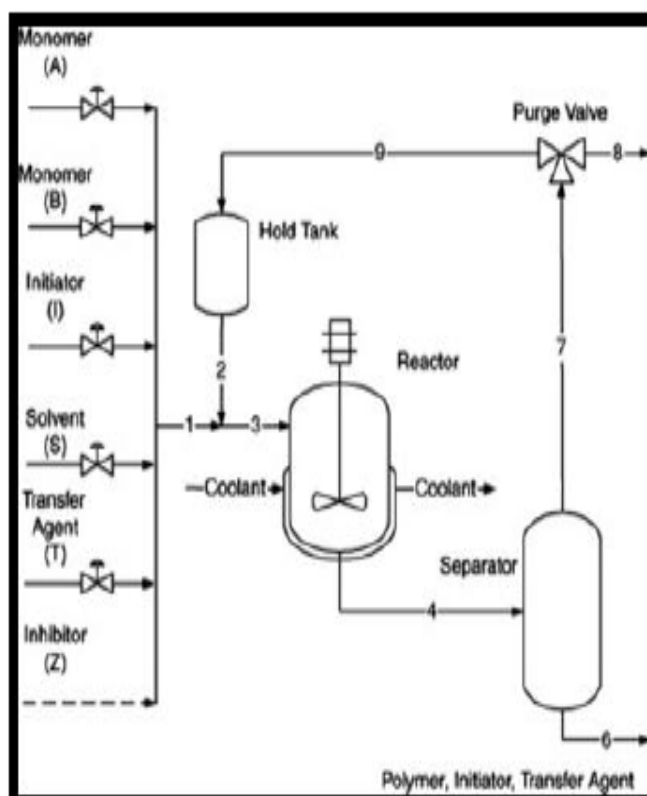 Monomer
(A)
Purge Valve
9
8
Monomer
(B)
Hold Tank
Initiator
(I)
7
2
Reactor
Solvent
(S)
1
3
Coolant
Coolant
Transfer
Agent
(T)
Separator
4
Inhibitor
(Z)
6
Polymer, Initiator, Transfer Agent